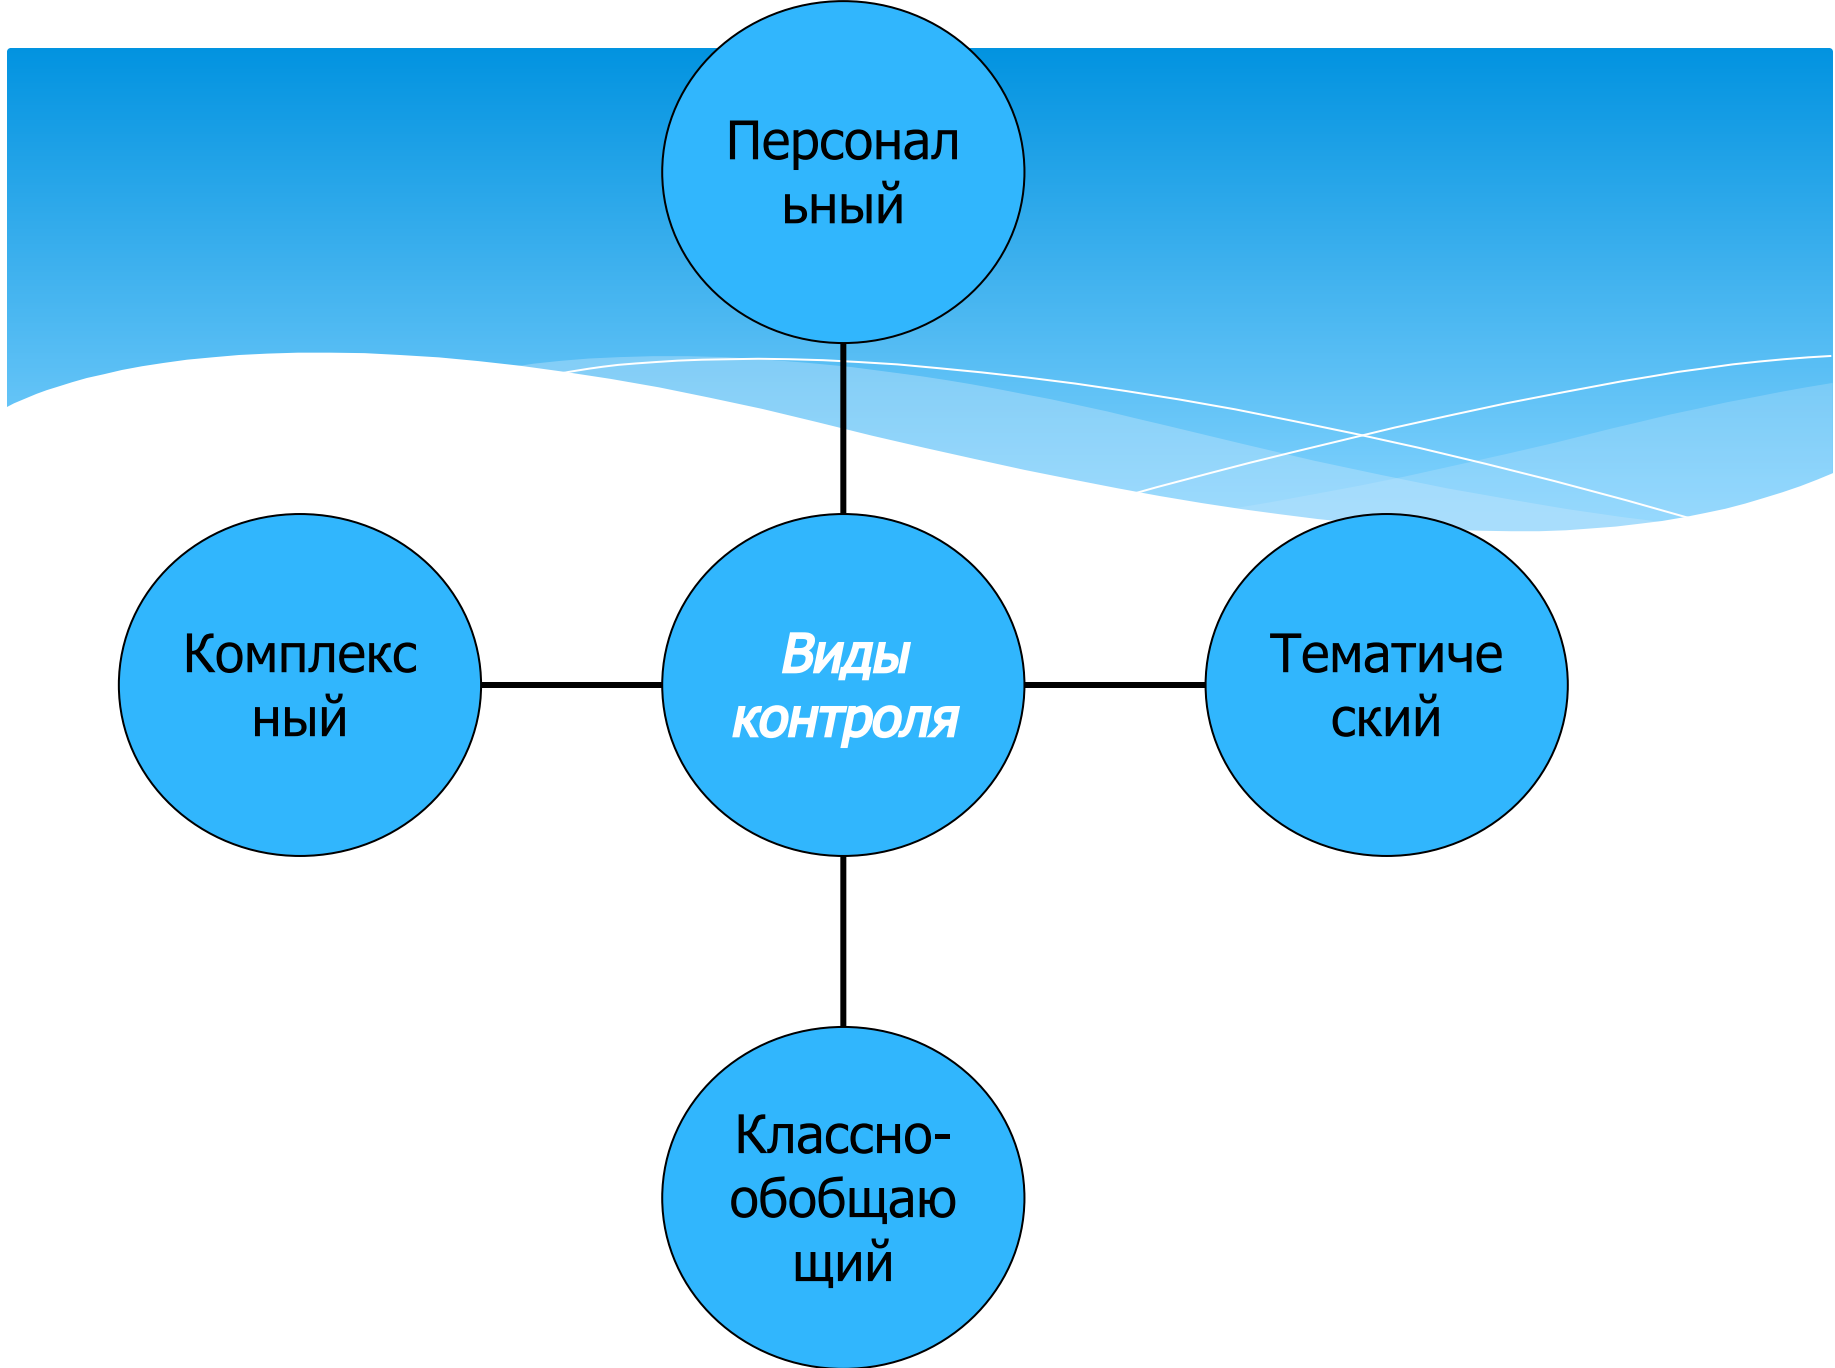 Персонал
ьный
Комплекс
ный
Виды
контроля
Тематиче
ский
Классно-
обобщаю
щий